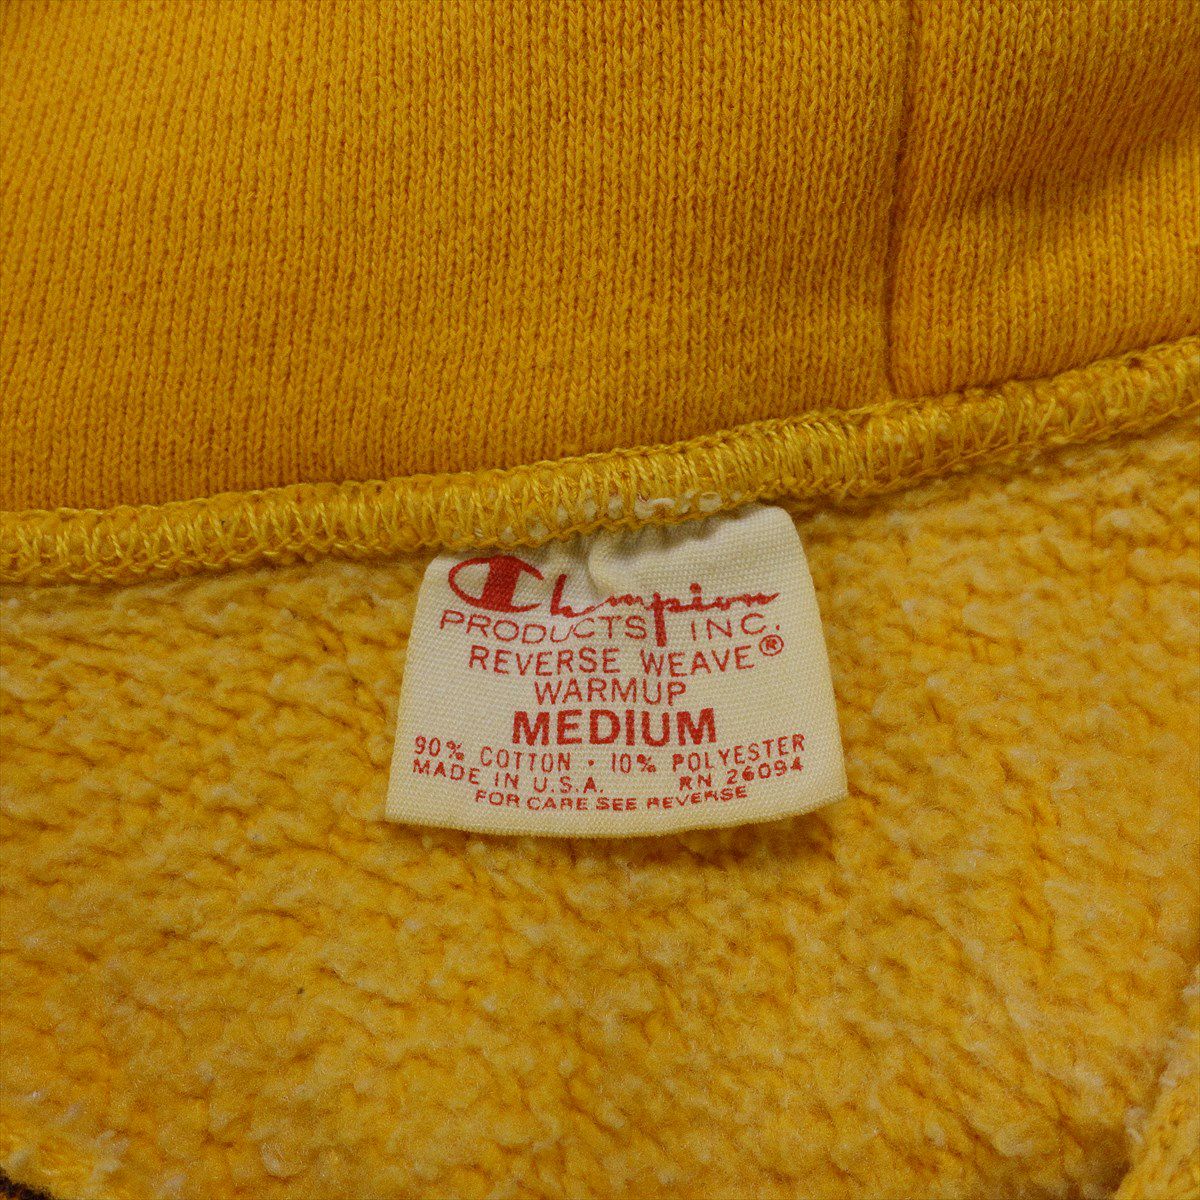 Champion
PRODUCTS INC.
REVERSE WEAVE®
WARMUP
MEDIUM
90% COTTON · 10% POLYESTER
MADE IN U.S.A. RN 26094
FOR CARE SEE REVERSE